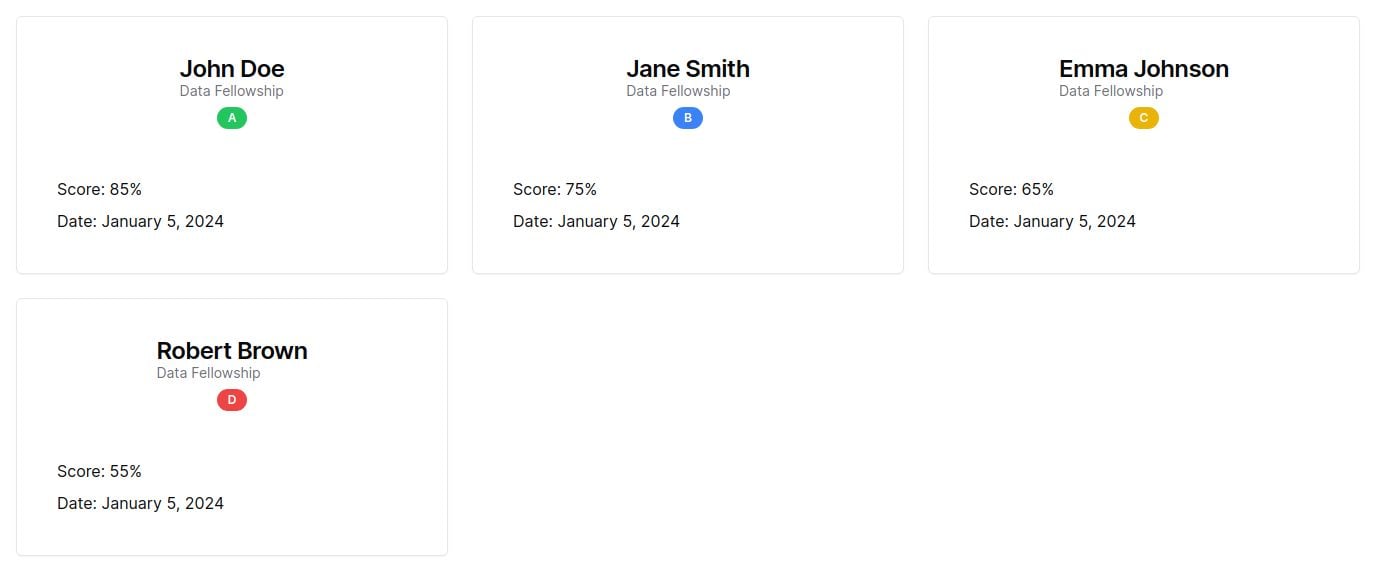 John Doe
Data Fellowship
A
Score: 85%
Date: January 5, 2024
Jane Smith
Data Fellowship
B
Score: 75%
Date: January 5, 2024
Emma Johnson
Data Fellowship
C
Score: 65%
Date: January 5, 2024
Robert Brown
Data Fellowship
D
Score: 55%
Date: January 5, 2024